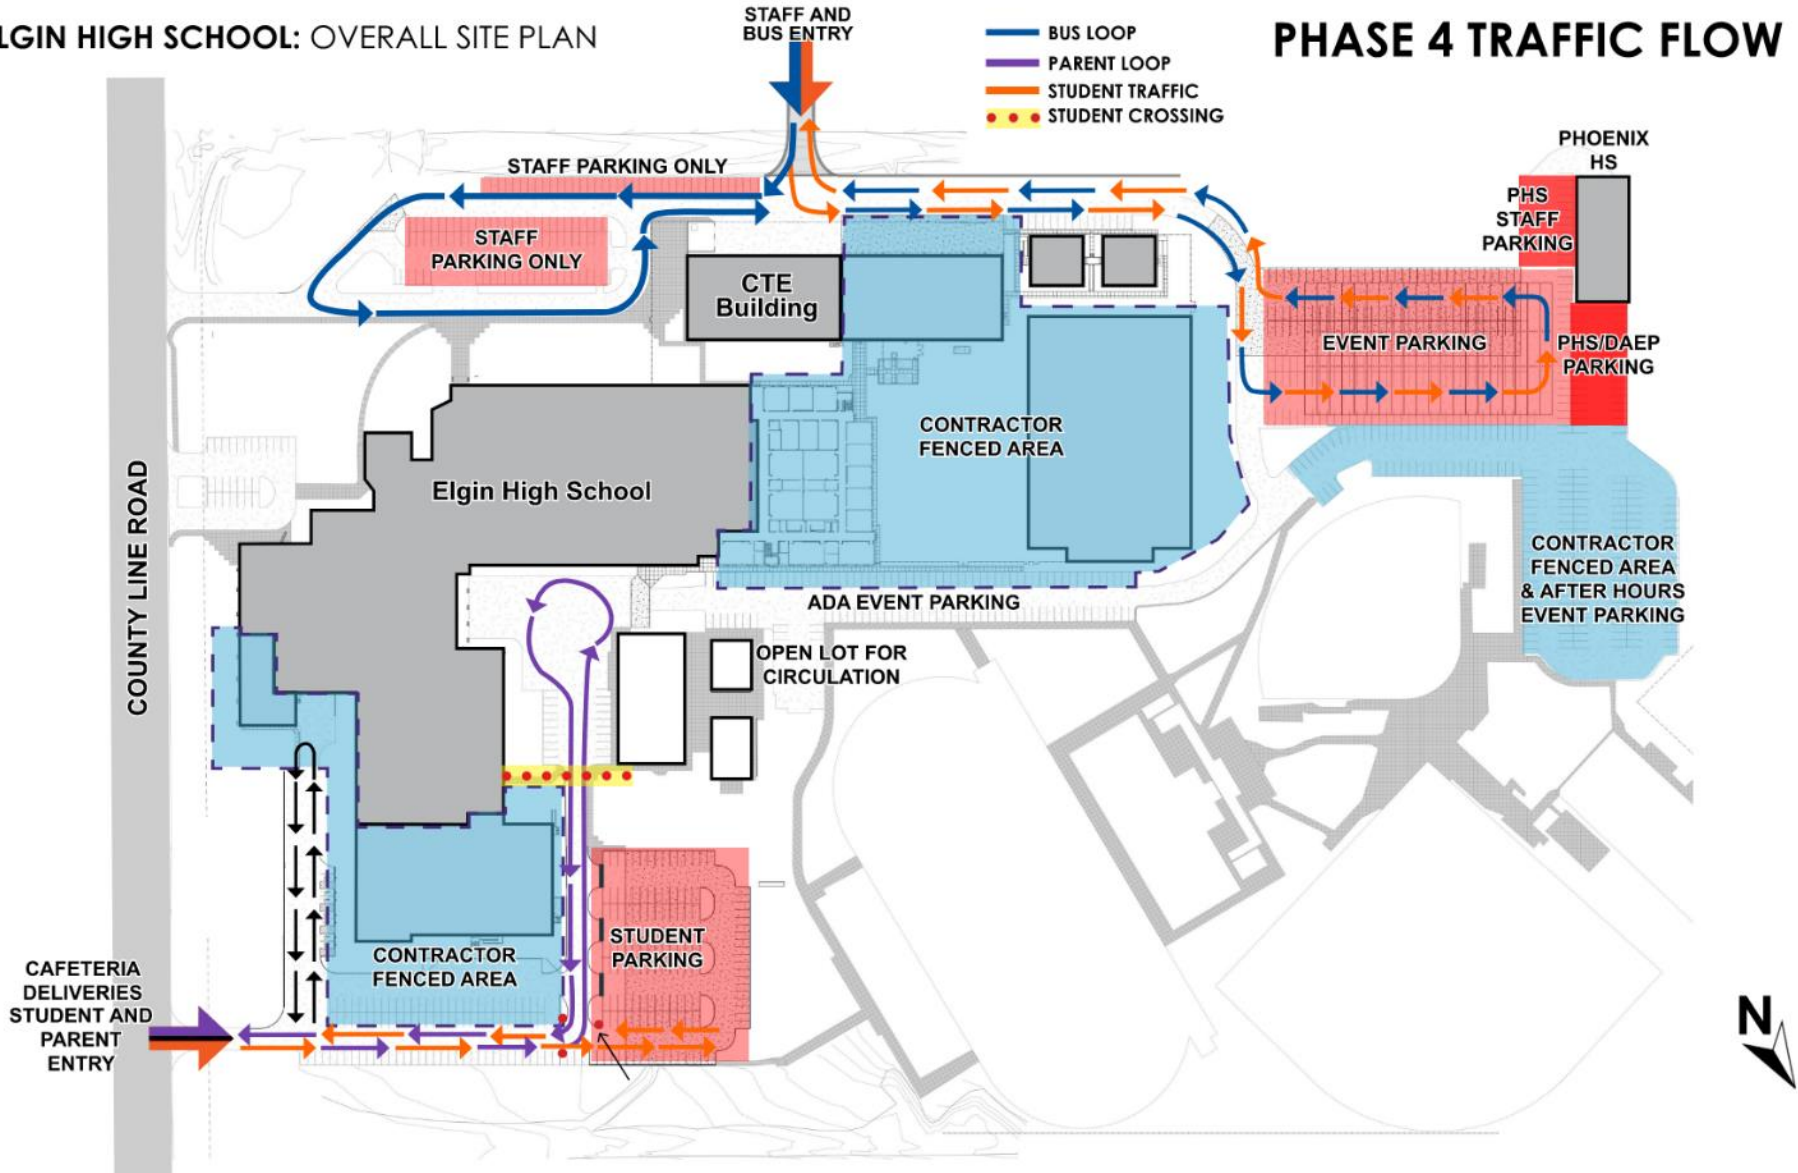 LGIN HIGH SCHOOL: OVERALL SITE PLAN
STAFF AND
BUS ENTRY
BUS LOOP
PARENT LOOP
STUDENT TRAFFIC
STUDENT CROSSING
PHASE 4 TRAFFIC FLOW
PHOENIX
HS
STAFF PARKING ONLY
PHS
STAFF
PARKING
STAFF
PARKING ONLY
CTE
Building
EVENT PARKING
PHS/DAEP
PARKING
CONTRACTOR
FENCED AREA
Elgin High School
COUNTY LINE ROAD
CONTRACTOR
FENCED AREA
& AFTER HOURS
EVENT PARKING
ADA EVENT PARKING
OPEN LOT FOR
CIRCULATION
STUDENT
PARKING
CONTRACTOR
FENCED AREA
CAFETERIA
DELIVERIES
STUDENT AND
PARENT
ENTRY
N